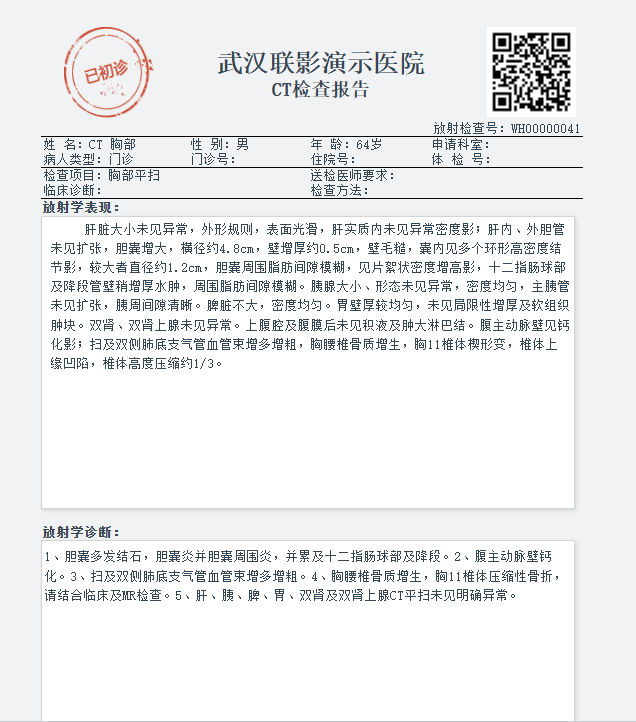 已初诊
武汉联影演示医院
CT检查报告
放射检查号：WH00000041
姓 名：CT 胸部 性 别：男 年 龄：64岁 申请科室：
病人类型：门诊 门诊号： 住院号： 体 检 号：
检查项目：胸部平扫 送检医师要求：
临床诊断： 检查方法：
放射学表现：
肝脏大小未见异常，外形规则，表面光滑，肝实质内未见异常密度影；肝内、外胆管
未见扩张，胆囊增大，横径约4.8cm，壁增厚约0.5cm，壁毛糙，囊内见多个环形高密度结
节影，较大者直径约1.2cm，胆囊周围脂肪间隙模糊，见片絮状密度增高影，十二指肠球部
及降段管壁稍增厚水肿，周围脂肪间隙模糊。胰腺大小、形态未见异常，密度均匀，主胰管
未见扩张，胰周间隙清晰。脾脏不大，密度均匀。胃壁厚较均匀，未见局限性增厚及软组织
肿块。双肾、双肾上腺未见异常。上腹腔及腹膜后未见积液及肿大淋巴结。腹主动脉壁见钙
化影；扫及双侧肺底支气管血管束增多增粗，胸腰椎骨质增生，胸11椎体楔形变，椎体上
缘凹陷，椎体高度压缩约1/3。
放射学诊断：
1、胆囊多发结石，胆囊炎并胆囊周围炎，并累及十二指肠球部及降段。2、腹主动脉壁钙
化。3、扫及双侧肺底支气管血管束增多增粗。4、胸腰椎骨质增生，胸11椎体压缩性骨折，
请结合临床及MR检查。5、肝、胰、脾、胃、双肾及双肾上腺CT平扫未见明确异常。